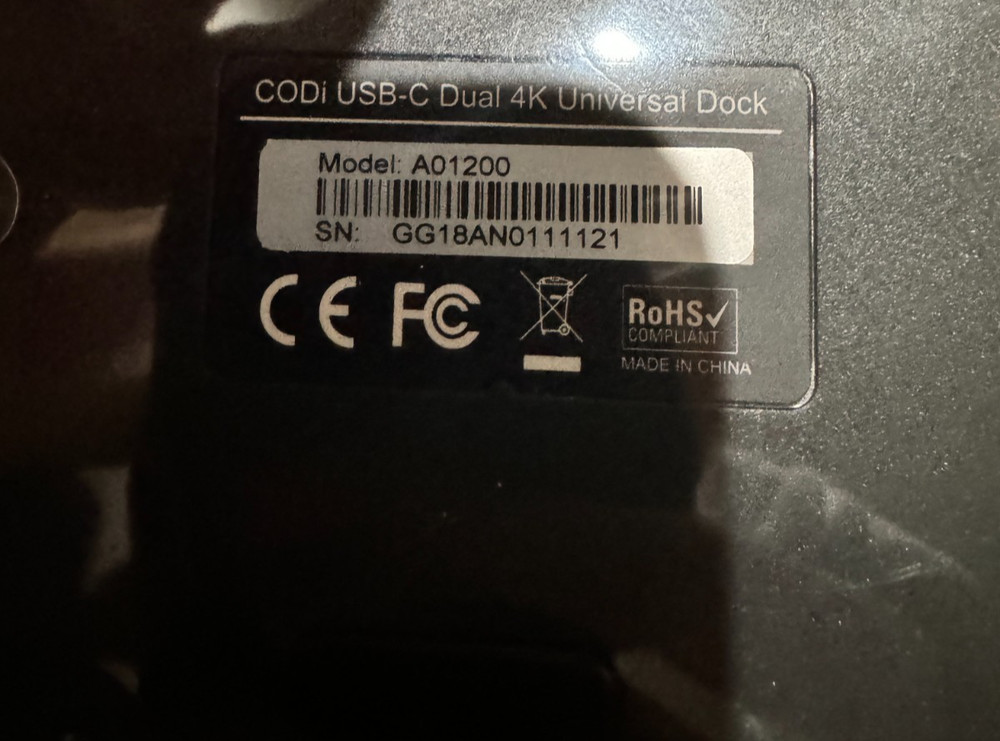 CODi USB-C Dual 4K Universal Dock
Model: A01200
SN: GG18AN0111121
CE FC
RoHS✓
COMPLIANT
MADE IN CHINA